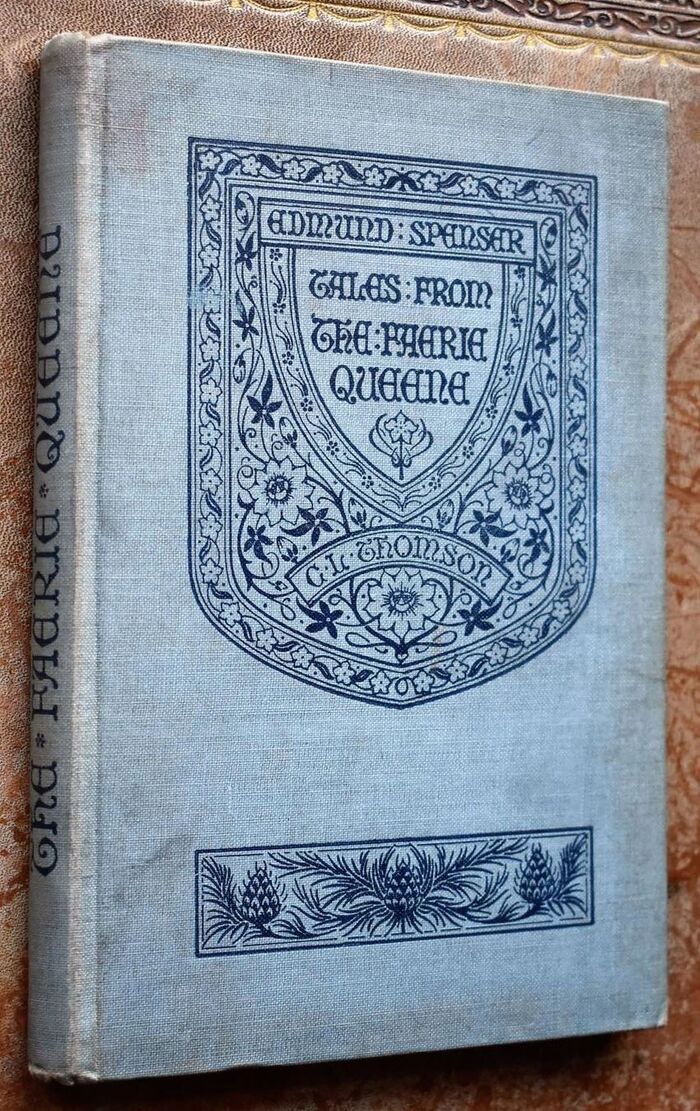 EDMUND : SPENSER
TALES : FROM
THE : FAERIE
QUEENE
C. L. THOMSON
THE * FAERIE * QUEENE